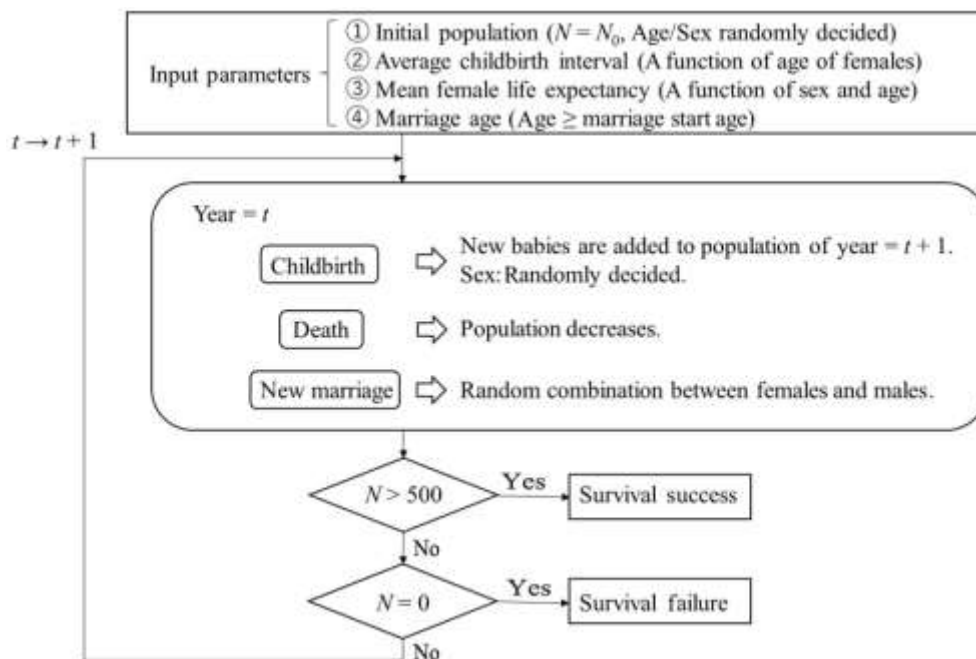 ① Initial population (N = N₀, Age/Sex randomly decided)
② Average childbirth interval (A function of age of females)
Input parameters
③ Mean female life expectancy (A function of sex and age)
④ Marriage age (Age ≥ marriage start age)
t → t + 1
Year = t
New babies are added to population of year = t + 1.
Childbirth
Sex: Randomly decided.
Death
Population decreases.
New marriage
Random combination between females and males.
N > 500
Yes
Survival success
No
N = 0
Yes
Survival failure
No